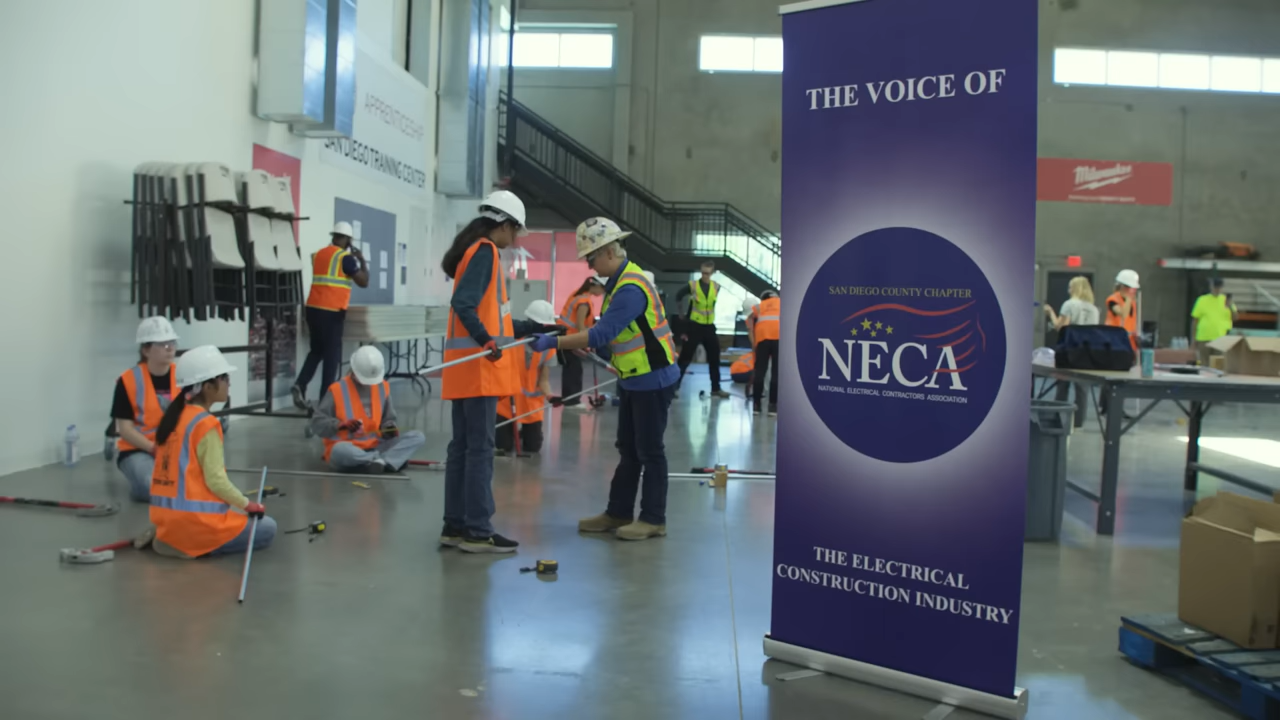 APPRENTICESHIP
SAN DIEGO TRAINING CENTER
THE VOICE OF
SAN DIEGO COUNTY CHAPTER
NECA
NATIONAL ELECTRICAL CONTRACTORS ASSOCIATION
THE ELECTRICAL
CONSTRUCTION INDUSTRY
Milwaukee